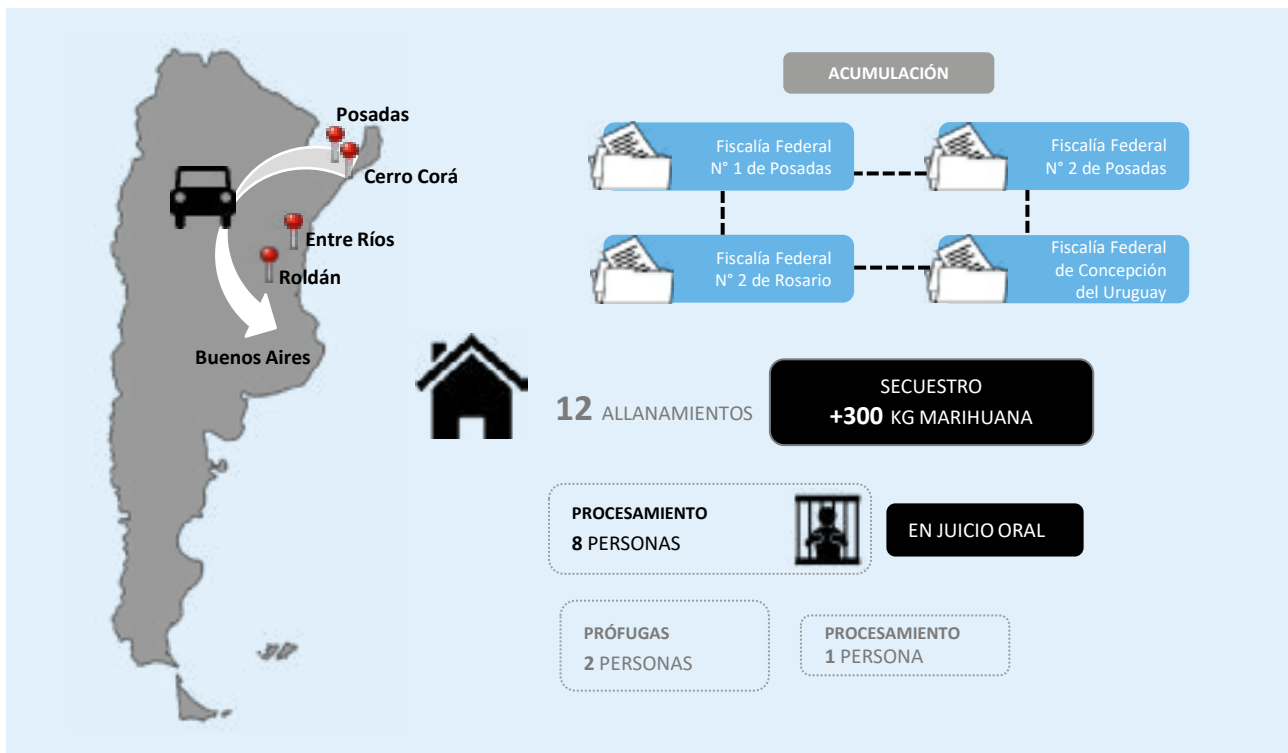 Posadas
Cerro Corá
Entre Ríos
Roldán
Buenos Aires
ACUMULACIÓN
Fiscalía Federal
N° 1 de Posadas
Fiscalía Federal
N° 2 de Posadas
Fiscalía Federal
N° 2 de Rosario
Fiscalía Federal
de Concepción
del Uruguay
12 ALLANAMIENTOS
SECUESTRO
+300 KG MARIHUANA
PROCESAMIENTO
8 PERSONAS
EN JUICIO ORAL
PRÓFUGAS
2 PERSONAS
PROCESAMIENTO
1 PERSONA